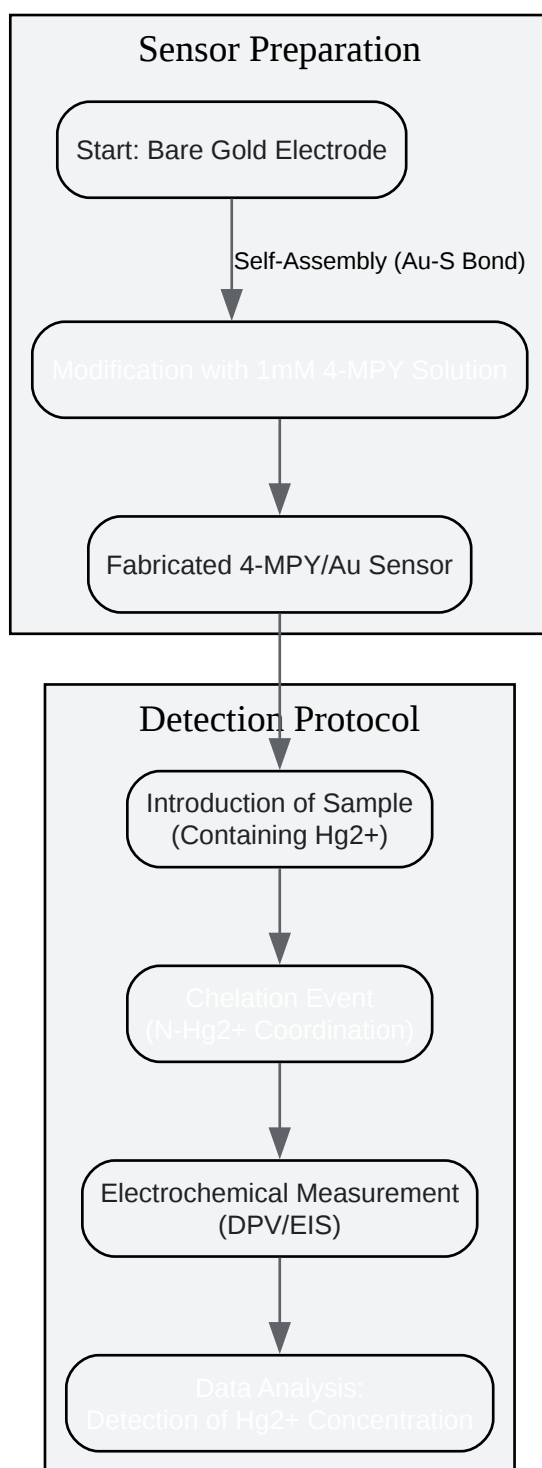 Sensor Preparation
Start: Bare Gold Electrode
Self-Assembly (Au-S Bond)
Modification with 1mM 4-MPY Solution
Fabricated 4-MPY/Au Sensor
Detection Protocol
Introduction of Sample
(Containing Hg2+)
Chelation Event
(N-Hg2+ Coordination)
Electrochemical Measurement
(DPV/EIS)
Data Analysis:
Detection of Hg2+ Concentration